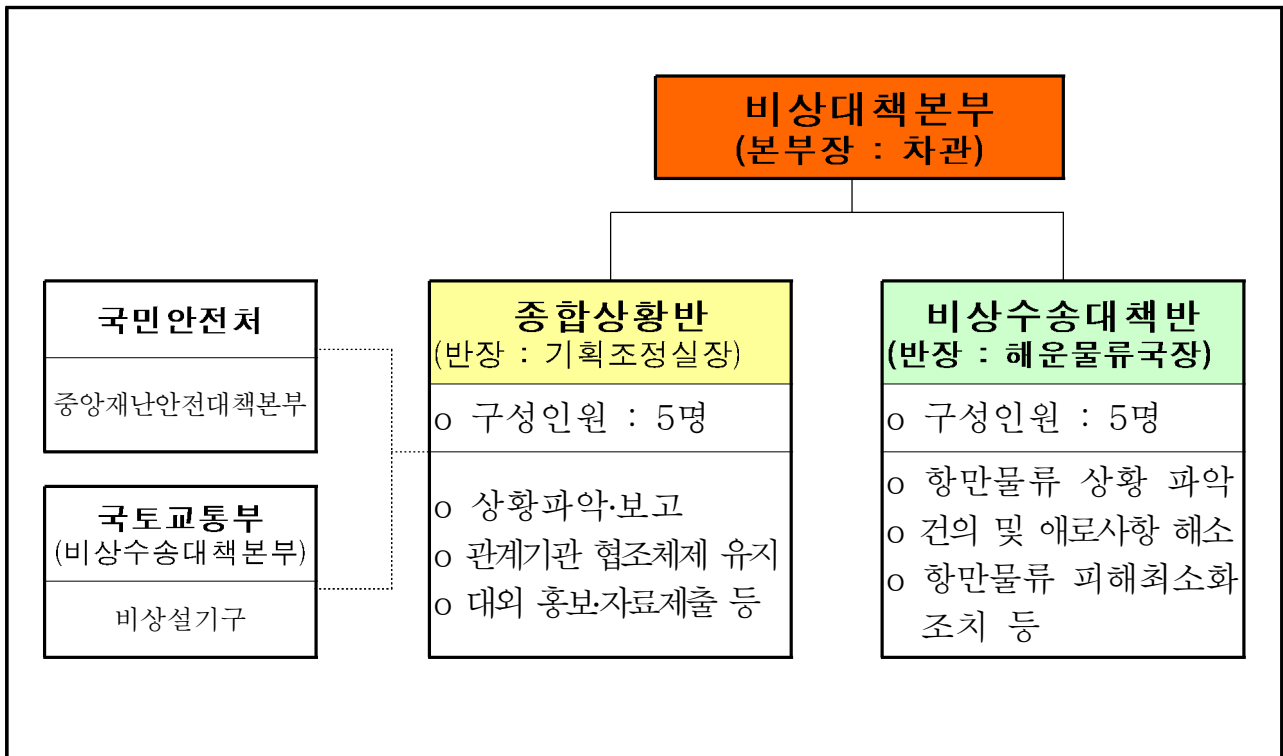 비상대책본부
(본부장 : 차관)
국민안전처
중앙재난안전대책본부
국토교통부
(비상수송대책본부)
비상설기구
종합상황반
(반장 : 기획조정실장)
o 구성인원 : 5명
o 상황파악·보고
o 관계기관 협조체제 유지
o 대외 홍보·자료제출 등
비상수송대책반
(반장 : 해운물류국장)
o 구성인원 : 5명
o 항만물류 상황 파악
o 건의 및 애로사항 해소
o 항만물류 피해최소화
조치 등